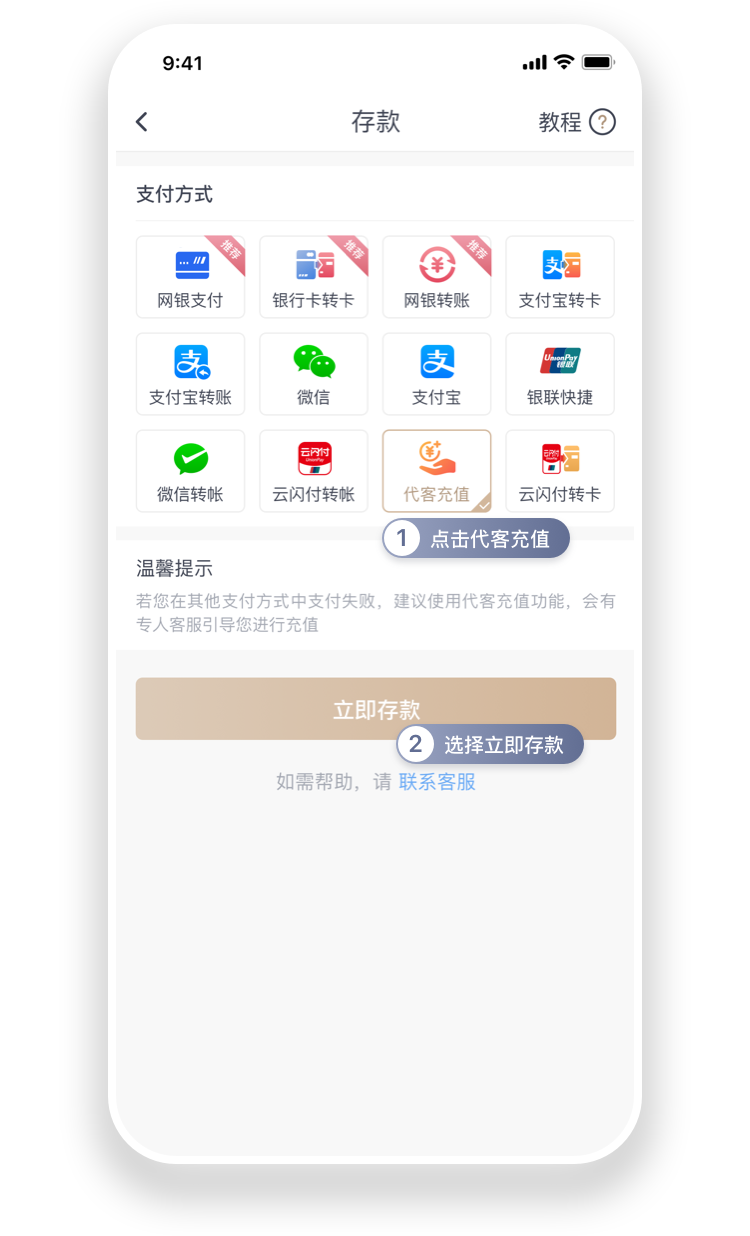 9:41
存款
教程 ?
支付方式
推荐 推荐 推荐
网银支付 银行卡转卡 网银转账 支付宝转卡
支
支 支
UnionPay
银联
支付宝转账 微信 支付宝 银联快捷
云闪付 云闪付
UnionPay
微信转帐 云闪付转帐 代客充值 云闪付转卡
1 点击代客充值
温馨提示
若您在其他支付方式中支付失败，建议使用代客充值功能，会有
专人客服引导您进行充值
立即存款
2 选择立即存款
如需帮助，请 联系客服